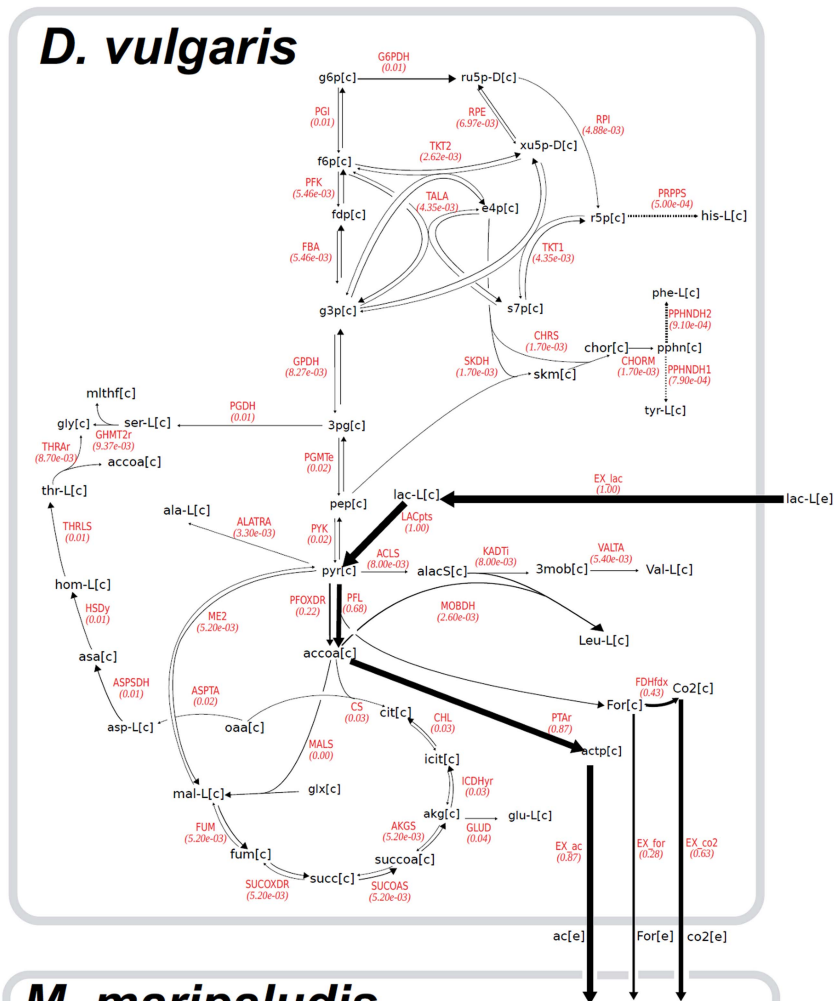 D. vulgaris
G6PDH
(0.01)
g6p[c]
ru5p-D[c]
PGI
(0.01)
RPE
(6.97e-03)
RPI
(4.88e-03)
TKT2
(2.62e-03)
xu5p-D[c]
f6p[c]
PFK
(5.46e-03)
TALA
(4.35e-03)
PRPPS
(5.00e-04)
fdp[c]
e4p[c]
r5p[c]
his-L[c]
FBA
(5.46e-03)
TKT1
(4.35e-03)
phe-L[c]
g3p[c]
s7p[c]
PPHNDH2
(9.10e-04)
CHRS
(1.70e-03)
chor[c]
pphn[c]
GPDH
(8.27e-03)
SKDH
(1.70e-03)
skm[c]
CHORM
(1.70e-03)
PPHNDH1
(7.90e-04)
tyr-L[c]
mlthf[c]
PGDH
(0.01)
gly[c]
ser-L[c]
3pg[c]
GHMT2r
(9.37e-03)
THRAr
(8.70e-03)
accoa[c]
PGMTe
(0.02)
thr-L[c]
EX_lac
(1.00)
lac-L[c]
lac-L[e]
pep[c]
ala-L[c]
LACpts
(1.00)
ALATRA
(3.30e-03)
THRLS
(0.01)
PYK
(0.02)
ACLS
(8.00e-03)
KADTi
(8.00e-03)
VALTA
(5.40e-03)
pyr[c]
alacS[c]
3mob[c]
Val-L[c]
hom-L[c]
PFOXDR
(0.22)
PFL
(0.68)
MOBDH
(2.60e-03)
HSDy
(0.01)
ME2
(5.20e-03)
Leu-L[c]
asa[c]
accoa[c]
ASPSDH
(0.01)
ASPTA
(0.02)
FDHfdx
(0.43)
Co2[c]
For[c]
CS
(0.03)
cit[c]
asp-L[c]
oaa[c]
CHL
(0.03)
PTAr
(0.87)
MALS
(0.00)
actp[c]
icit[c]
mal-L[c]
glx[c]
ICDHyr
(0.03)
FUM
(5.20e-03)
AKGS
(5.20e-03)
akg[c]
GLUD
(0.04)
glu-L[c]
fum[c]
succoa[c]
EX_ac
(0.87)
EX_for
(0.28)
EX_co2
(0.63)
succ[c]
SUCOXDR
(5.20e-03)
SUCOAS
(5.20e-03)
ac[e]
For[e]
co2[e]
M. maripaludis